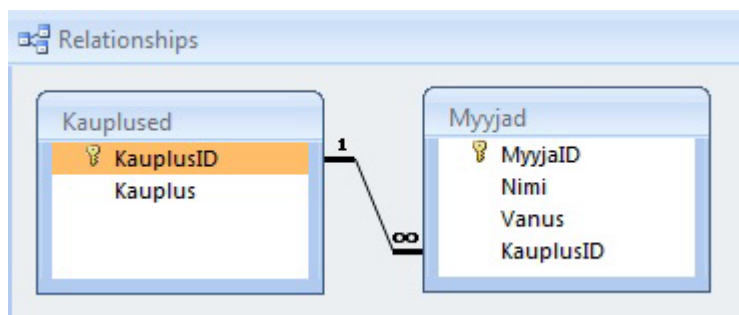 Relationships
Kauplused
KauplusID
Kauplus
1
∞
Myyjad
MyyjaID
Nimi
Vanus
KauplusID